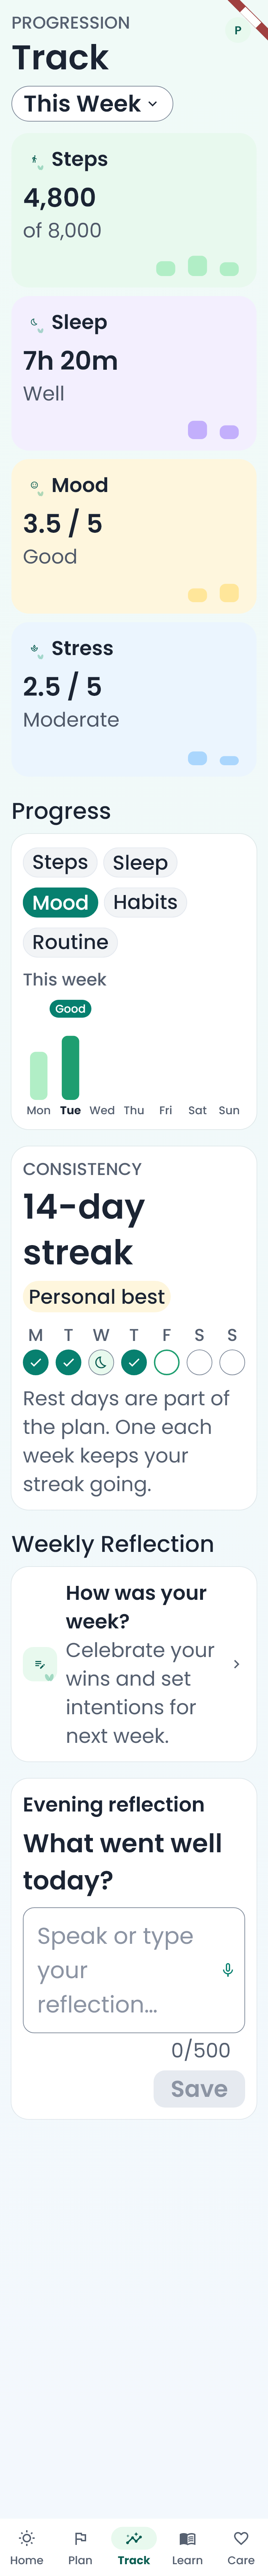 PROGRESSION
P
Track
This Week
Steps
4,800
of 8,000
Sleep
7h 20m
Well
Mood
3.5 / 5
Good
Stress
2.5 / 5
Moderate
Progress
Steps Sleep
Mood Habits
Routine
This week
Good
Mon Tue Wed Thu Fri Sat Sun
CONSISTENCY
14-day
streak
Personal best
M T W T F S S
Rest days are part of
the plan. One each
week keeps your
streak going.
Weekly Reflection
How was your
week?
Celebrate your
wins and set
intentions for
next week.
Evening reflection
What went well
today?
Speak or type
your
reflection...
0/500
Save
Home Plan Track Learn Care